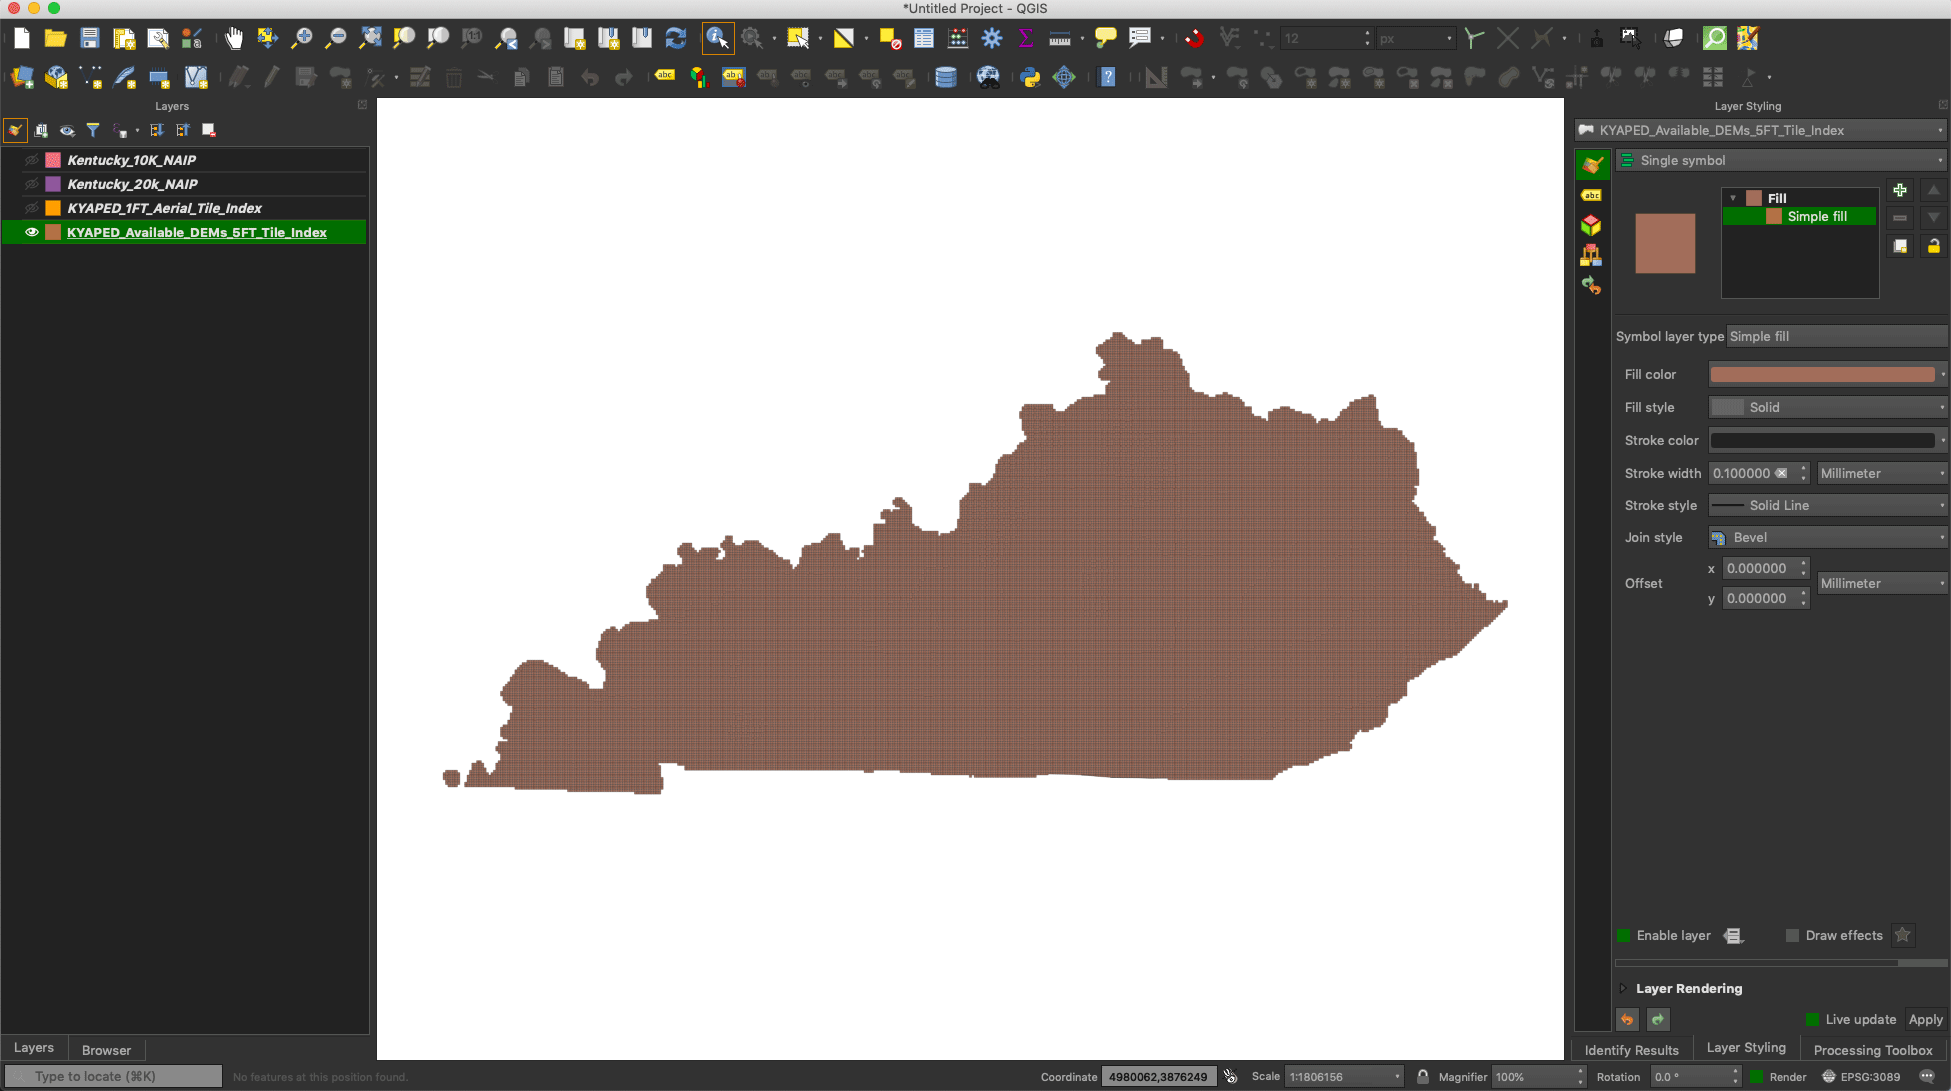 *Untitled Project - QGIS
12
px
abc
Layers
Layer Styling
Kentucky_10K_NAIP
Kentucky_20k_NAIP
KYAPED_1FT_Aerial_Tile_Index
KYAPED_Available_DEMs_5FT_Tile_Index
KYAPED_Available_DEMs_5FT_Tile_Index
Single symbol
abc
Fill
Simple fill
Symbol layer type Simple fill
Fill color
Fill style Solid
Stroke color
Stroke width 0.100000 Millimeter
Stroke style Solid Line
Join style Bevel
x 0.000000
Offset Millimeter
y 0.000000
Enable layer Draw effects
Layer Rendering
Live update Apply
Layers Browser
Identify Results Layer Styling Processing Toolbox
Type to locate (⌘K) No features at this position found. Coordinate 4980062,3876249 Scale 1:1806156 Magnifier 100% Rotation 0.0 ° Render EPSG:3089